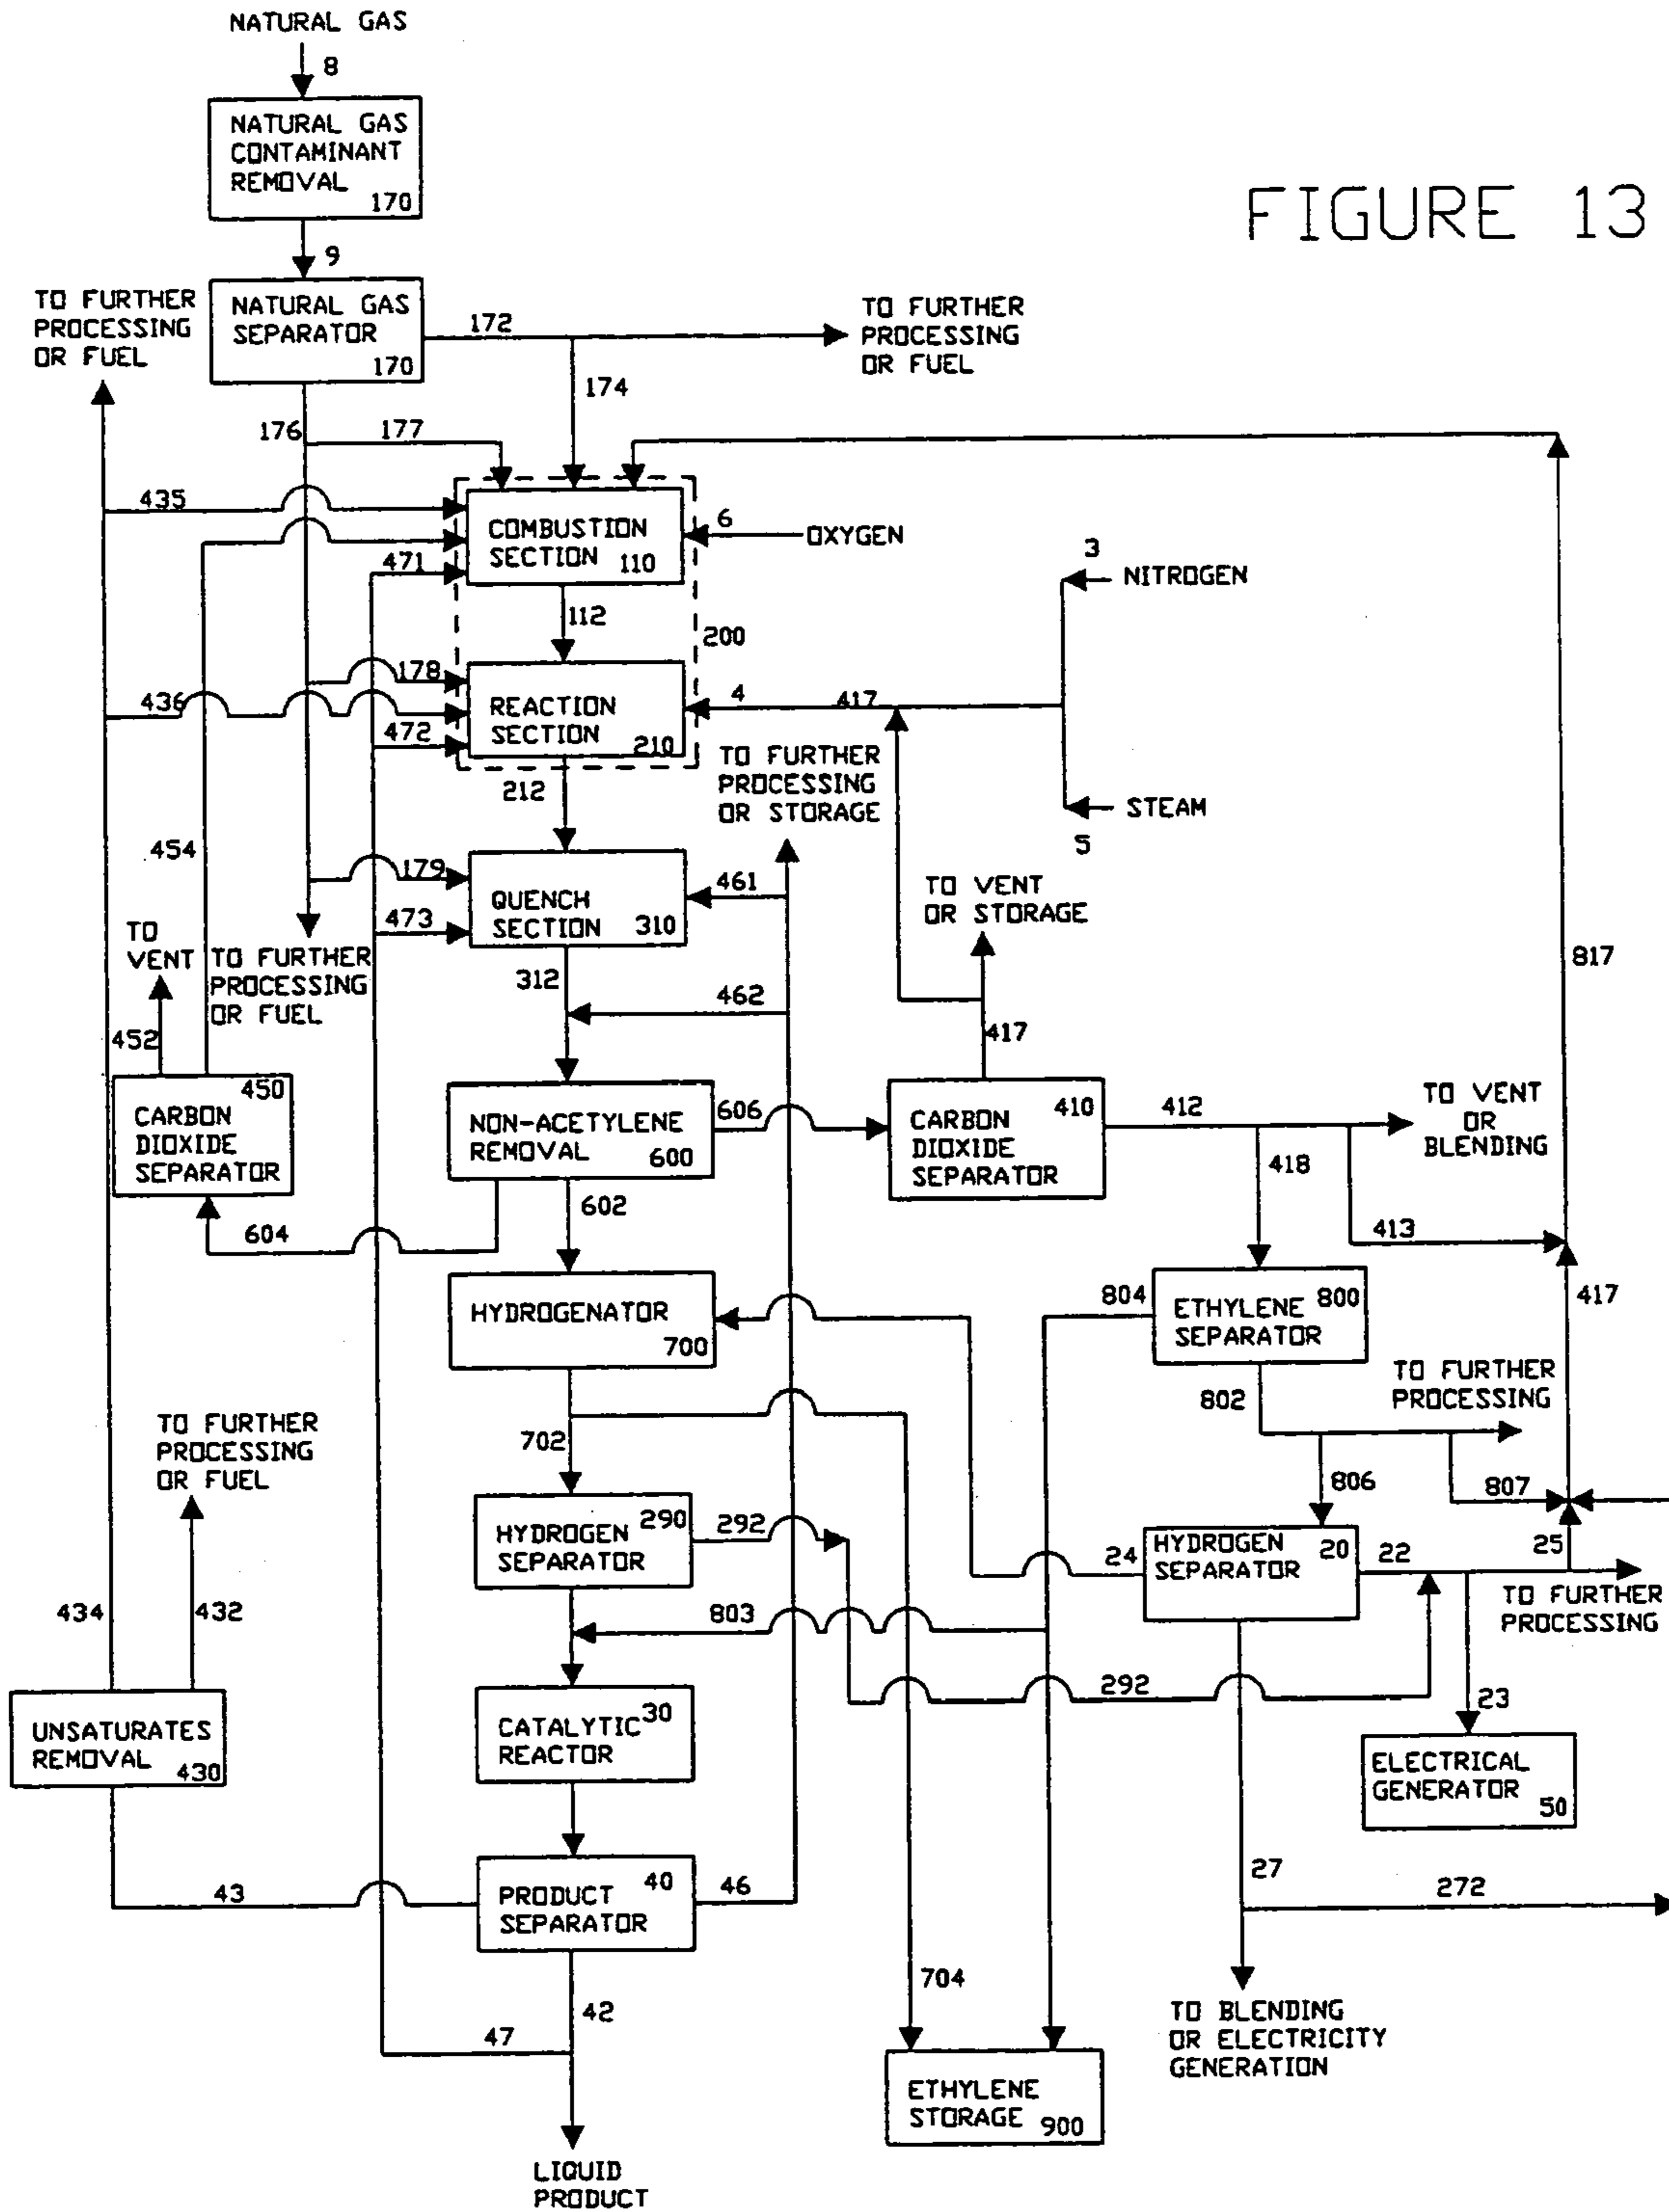 FIGURE 13
NATURAL GAS
8
NATURAL GAS
CONTAMINANT
REMOVAL
170
9
NATURAL GAS
SEPARATOR
170
172
TO FURTHER
PROCESSING
OR FUEL
TO FURTHER
PROCESSING
OR FUEL
174
176
177
435
COMBUSTION
SECTION
110
6
OXYGEN
471
3
NITROGEN
112
200
178
436
REACTION
SECTION
210
4
417
472
TO FURTHER
PROCESSING
OR STORAGE
212
STEAM
5
454
179
QUENCH
SECTION
310
461
473
TO VENT
OR STORAGE
TO
VENT
TO FURTHER
PROCESSING
OR FUEL
312
462
817
452
417
450
CARBON
DIOXIDE
SEPARATOR
NON-ACETYLENE
REMOVAL
600
606
CARBON
DIOXIDE
SEPARATOR
410
412
TO VENT
OR
BLENDING
418
602
604
413
HYDROGENATOR
700
804
ETHYLENE
SEPARATOR
800
417
802
TO FURTHER
PROCESSING
TO FURTHER
PROCESSING
OR FUEL
702
806
807
HYDROGEN
SEPARATOR
290
292
24
HYDROGEN
SEPARATOR
20
22
25
TO FURTHER
PROCESSING
434
432
803
292
23
UNSATURATES
REMOVAL
430
CATALYTIC
REACTOR
30
ELECTRICAL
GENERATOR
50
43
PRODUCT
SEPARATOR
40
46
27
272
704
42
47
TO BLENDING
OR ELECTRICITY
GENERATION
ETHYLENE
STORAGE
900
LIQUID
PRODUCT